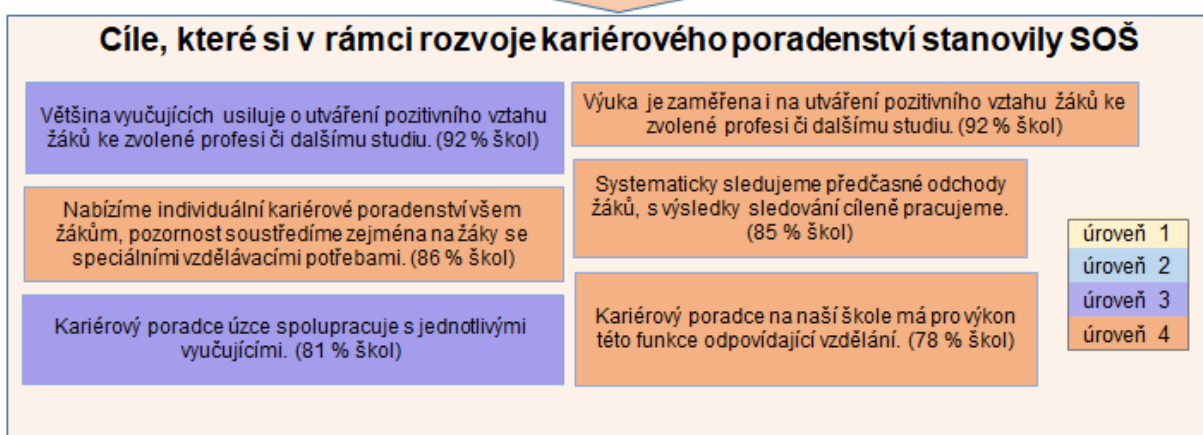 Cíle, které si v rámci rozvoje kariérového poradenství stanovily SOŠ
Většina vyučujících usiluje o utváření pozitivního vztahu
žáků ke zvolené profesi či dalšímu studiu. (92 % škol)
Výuka je zaměřena i na utváření pozitivního vztahu žáků ke
zvolené profesi či dalšímu studiu. (92 % škol)
Nabízíme individuální kariérové poradenství všem
žákům, pozornost soustředíme zejména na žáky se
speciálními vzdělávacími potřebami. (86 % škol)
Systematicky sledujeme předčasné odchody
žáků, s výsledky sledování cíleně pracujeme.
(85 % škol)
Kariérový poradce úzce spolupracuje s jednotlivými
vyučujícími. (81 % škol)
Kariérový poradce na naší škole má pro výkon
této funkce odpovídající vzdělání. (78 % škol)
úroveň 1
úroveň 2
úroveň 3
úroveň 4